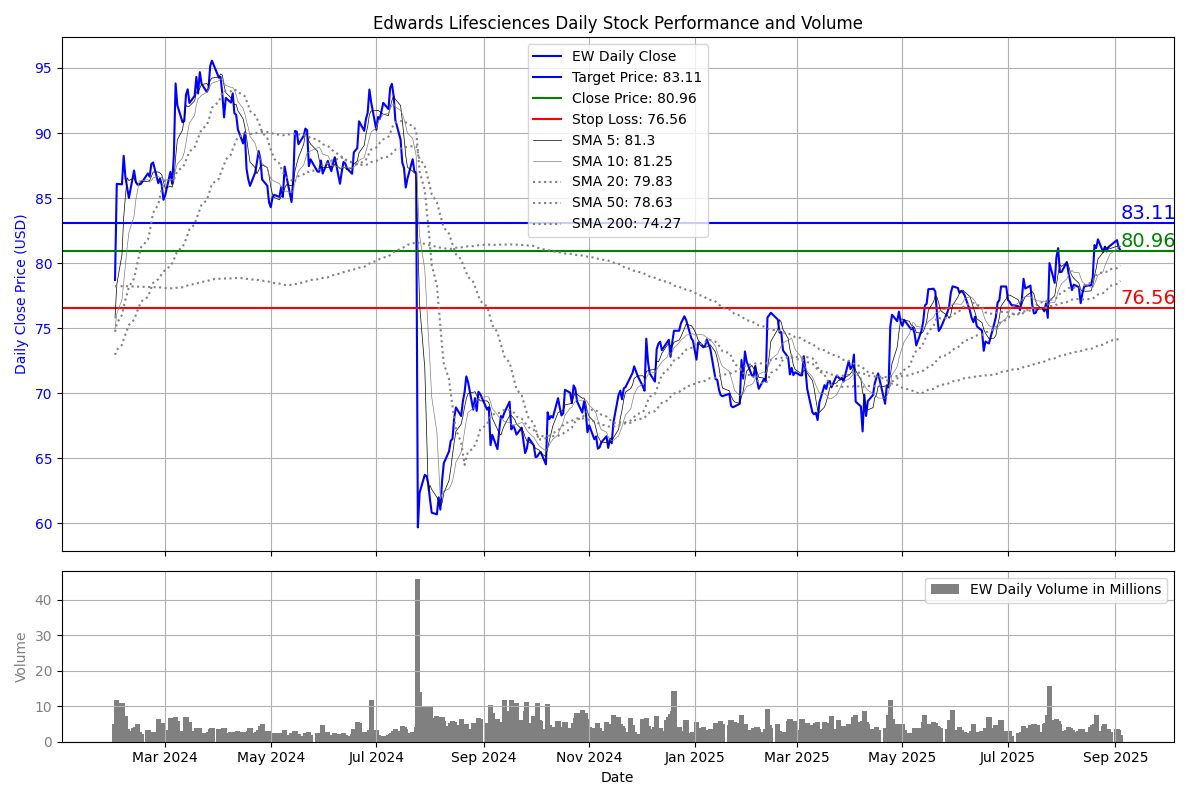 Edwards Lifesciences Daily Stock Performance and Volume
EW Daily Close
Target Price: 83.11
Close Price: 80.96
Stop Loss: 76.56
SMA 5: 81.3
SMA 10: 81.25
SMA 20: 79.83
SMA 50: 78.63
SMA 200: 74.27
95
90
85
80
75
70
65
60
Daily Close Price (USD)
83.11
80.96
76.56
EW Daily Volume in Millions
40
30
20
10
0
Volume
Mar 2024
May 2024
Jul 2024
Sep 2024
Nov 2024
Jan 2025
Mar 2025
May 2025
Jul 2025
Sep 2025
Date